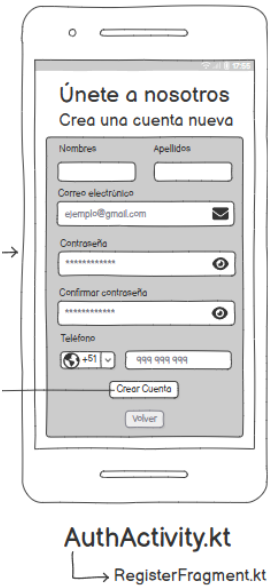 17:55
Únete a nosotros
Crea una cuenta nueva
Nombres Apellidos
Correo electrónico
ejemplo@gmail.com
Contraseña
************
Confirmar contraseña
************
Teléfono
+51 999 999 999
Crear Cuenta
Volver
AuthActivity.kt
RegisterFragment.kt